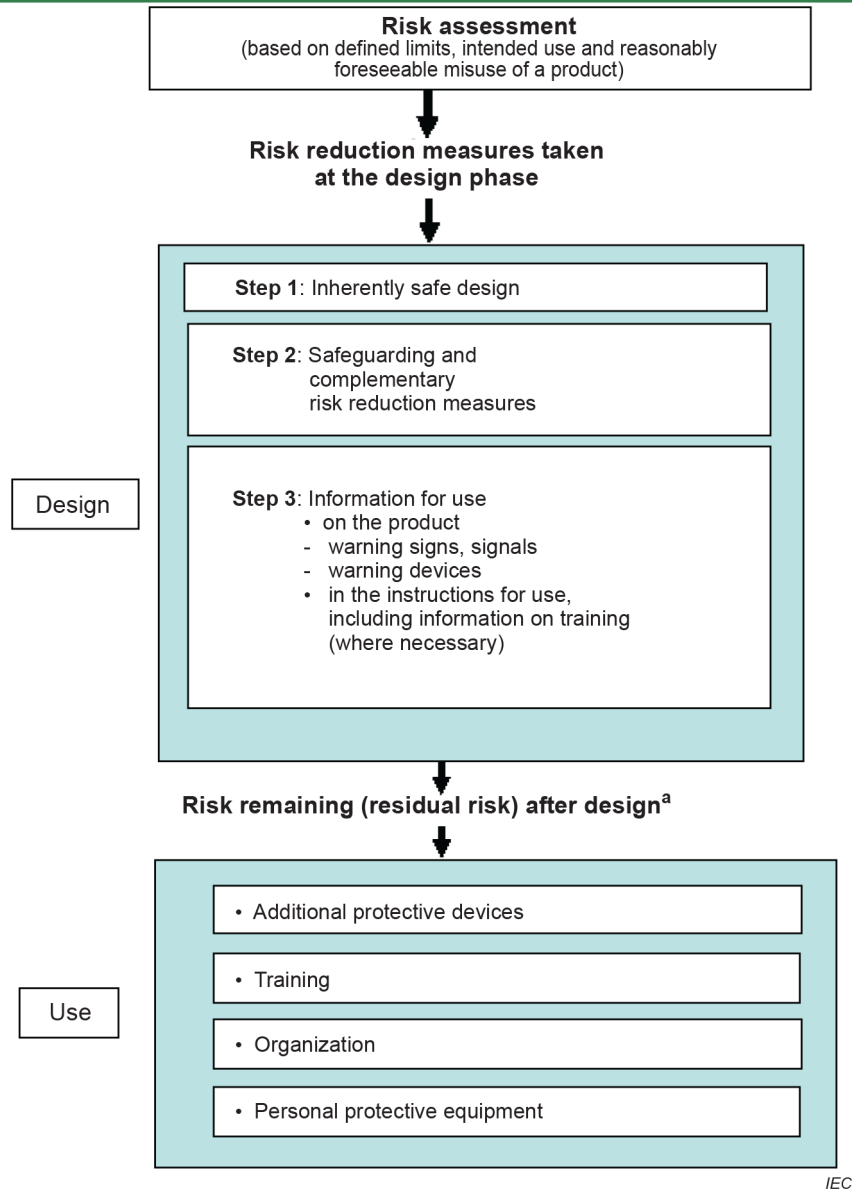 Risk assessment
(based on defined limits, intended use and reasonably
foreseeable misuse of a product)
Risk reduction measures taken
at the design phase
Step 1: Inherently safe design
Step 2: Safeguarding and
complementary
risk reduction measures
Design
Step 3: Information for use
• on the product
- warning signs, signals
- warning devices
• in the instructions for use,
including information on training
(where necessary)
Risk remaining (residual risk) after designᵃ
• Additional protective devices
• Training
Use
• Organization
• Personal protective equipment
IEC